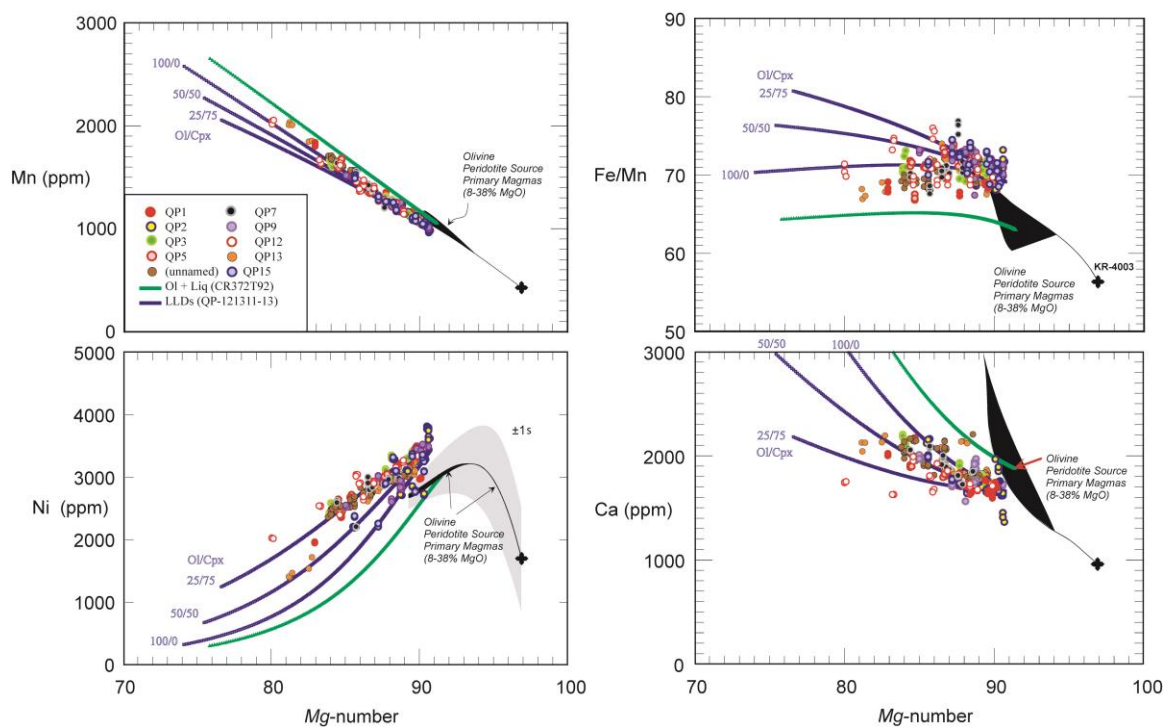 3000
2000
1000
0
Mn (ppm)
100/0
50/50
25/75
Ol/Cpx
Olivine
Peridotite Source
Primary Magmas
(8-38% MgO)
QP1
QP7
QP2
QP9
QP3
QP12
QP5
QP13
(unnamed)
QP15
Ol + Liq (CR372T92)
LLDs (QP-121311-13)
90
80
70
60
50
Fe/Mn
Ol/Cpx
25/75
50/50
100/0
KR-4003
Olivine
Peridotite Source
Primary Magmas
(8-38% MgO)
5000
4000
3000
2000
1000
0
Ni (ppm)
±1s
Olivine
Peridotite Source
Primary Magmas
(8-38% MgO)
Ol/Cpx
25/75
50/50
100/0
70
80
90
100
Mg-number
3000
2000
1000
0
Ca (ppm)
50/50
100/0
25/75
Ol/Cpx
Olivine
Peridotite Source
Primary Magmas
(8-38% MgO)
70
80
90
100
Mg-number